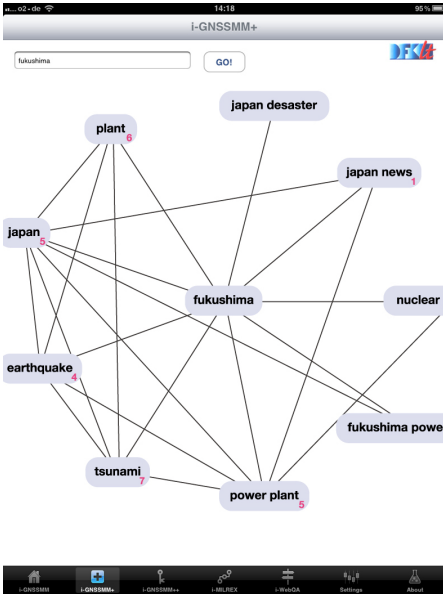 o2-de 14:18 95%
i-GNSSMM+
fukushima
GO!
DFKI
japan desaster
plant
6
japan news
1
japan
5
fukushima
nuclear
earthquake
4
fukushima powe
tsunami
7
power plant
5
i-GNSSMM i-GNSSMM+ i-GNSSMM++ i-MILREX i-WebQA Settings About